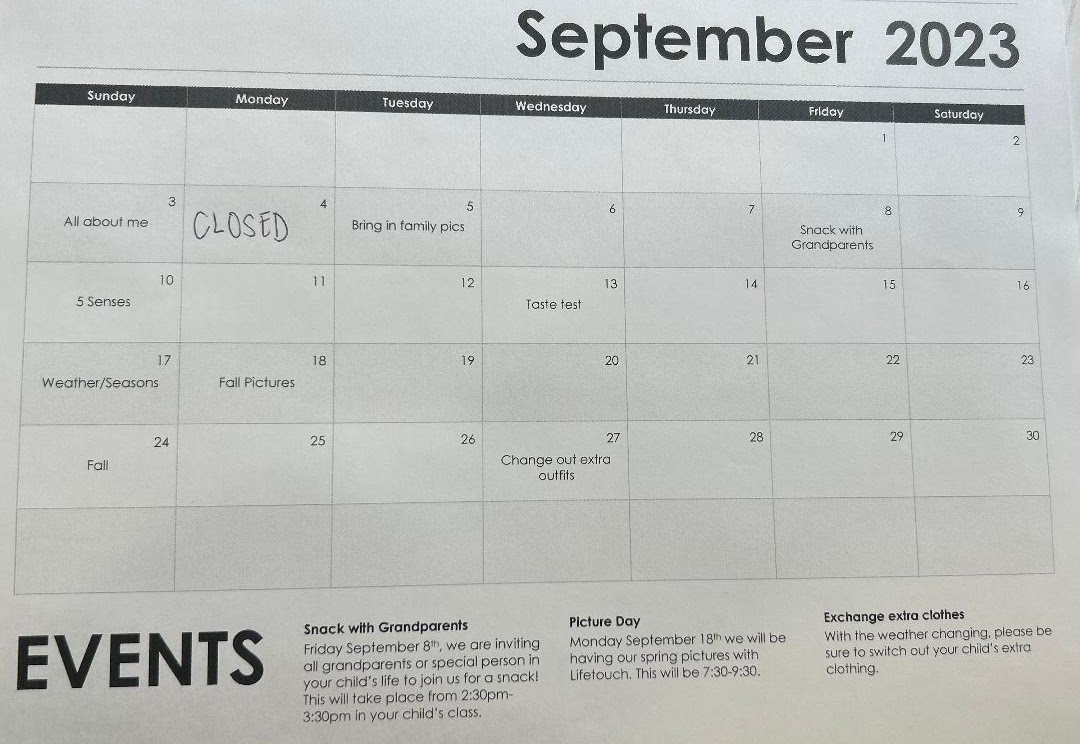 September 2023
Sunday Monday Tuesday Wednesday Thursday Friday Saturday
1 2
3 4 5 6 7 8 9
All about me CLOSED Bring in family pics Snack with
Grandparents
10 11 12 13 14 15 16
5 Senses Taste test
17 18 19 20 21 22 23
Weather/Seasons Fall Pictures
24 25 26 27 28 29 30
Fall Change out extra
outfits
EVENTS
Snack with Grandparents
Friday September 8th, we are inviting
all grandparents or special person in
your child's life to join us for a snack!
This will take place from 2:30pm-
3:30pm in your child's class.
Picture Day
Monday September 18th we will be
having our spring pictures with
Lifetouch. This will be 7:30-9:30.
Exchange extra clothes
With the weather changing, please be
sure to switch out your child's extra
clothing.